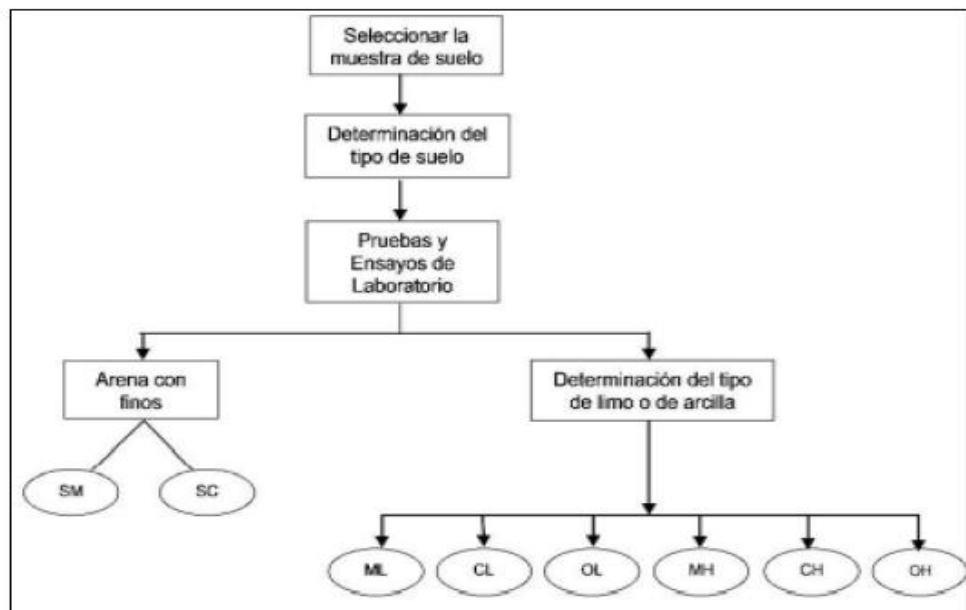 Seleccionar la
muestra de suelo
Determinación del
tipo de suelo
Pruebas y
Ensayos de
Laboratorio
Arena con
finos
Determinación del tipo
de limo o de arcilla
SM
SC
ML
CL
OL
MH
CH
OH